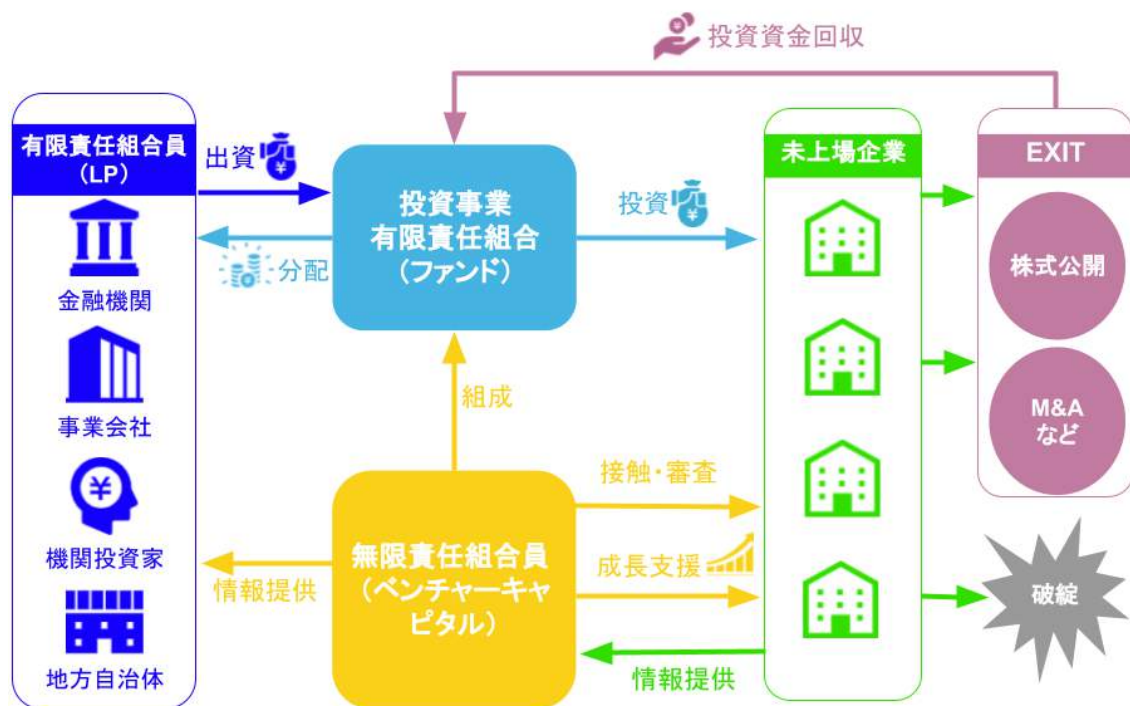 投資資金回収
有限責任組合員
（LP）
出資
分配
金融機関
事業会社
機関投資家
地方自治体
投資事業
有限責任組合
（ファンド）
投資
組成
未上場企業
EXIT
株式公開
M&A
など
無限責任組合員
（ベンチャーキャ
ピタル）
情報提供
接触・審査
成長支援
情報提供
破綻